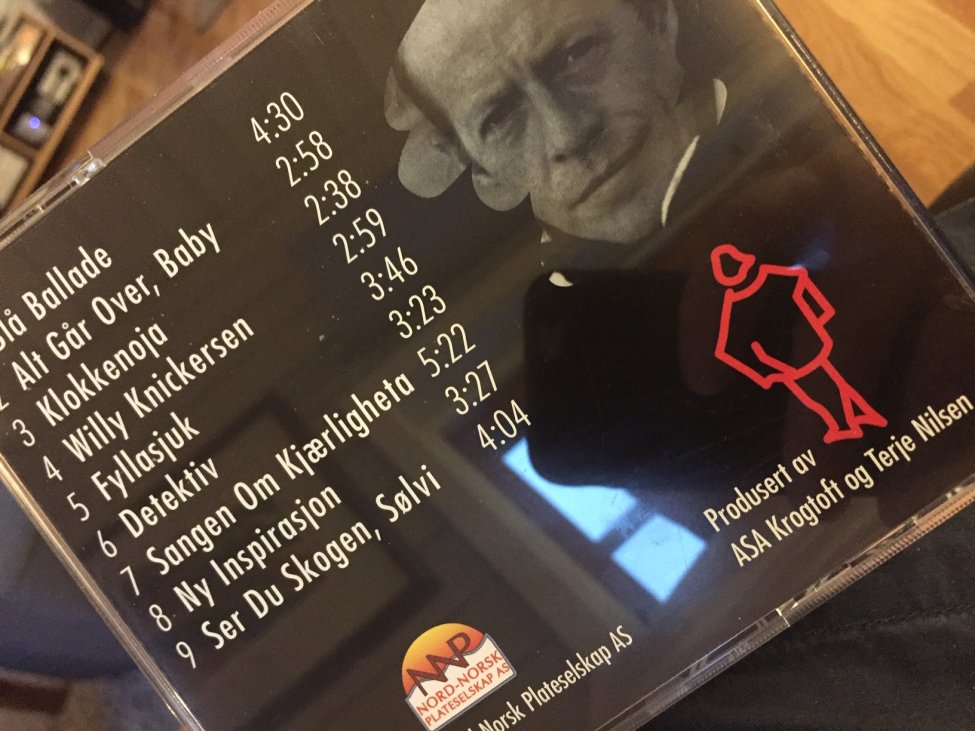 Blå Ballade 4:30
2 Alt Går Over, Baby 2:58
3 Klokkenoja 2:38
4 Willy Knickersen 2:59
5 Fyllasjuk 3:46
6 Detektiv 3:23
7 Sangen Om Kjærligheta 5:22
8 Ny Inspirasjon 3:27
9 Ser Du Skogen, Sølvi 4:04
Produsert av
ASA Krogtoft og Terje Nilsen
NNP
NORD-NORSK
PLATESELSKAP AS
Norsk Plateselskap AS